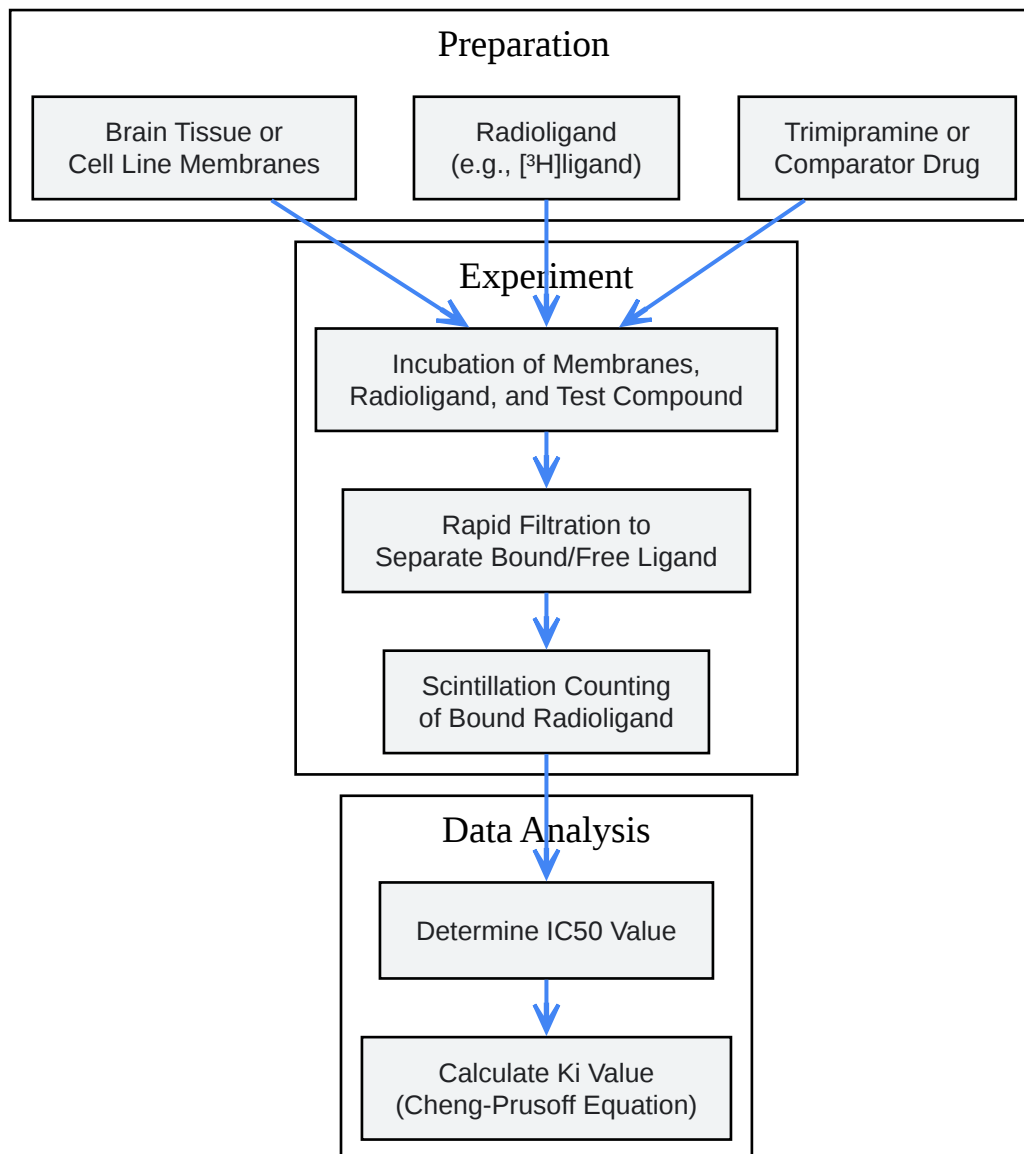 Preparation
Brain Tissue or
Cell Line Membranes
Radioligand
(e.g., [³H]ligand)
Trimipramine or
Comparator Drug
Experiment
Incubation of Membranes,
Radioligand, and Test Compound
Rapid Filtration to
Separate Bound/Free Ligand
Scintillation Counting
of Bound Radioligand
Data Analysis
Determine IC50 Value
Calculate Ki Value
(Cheng-Prusoff Equation)